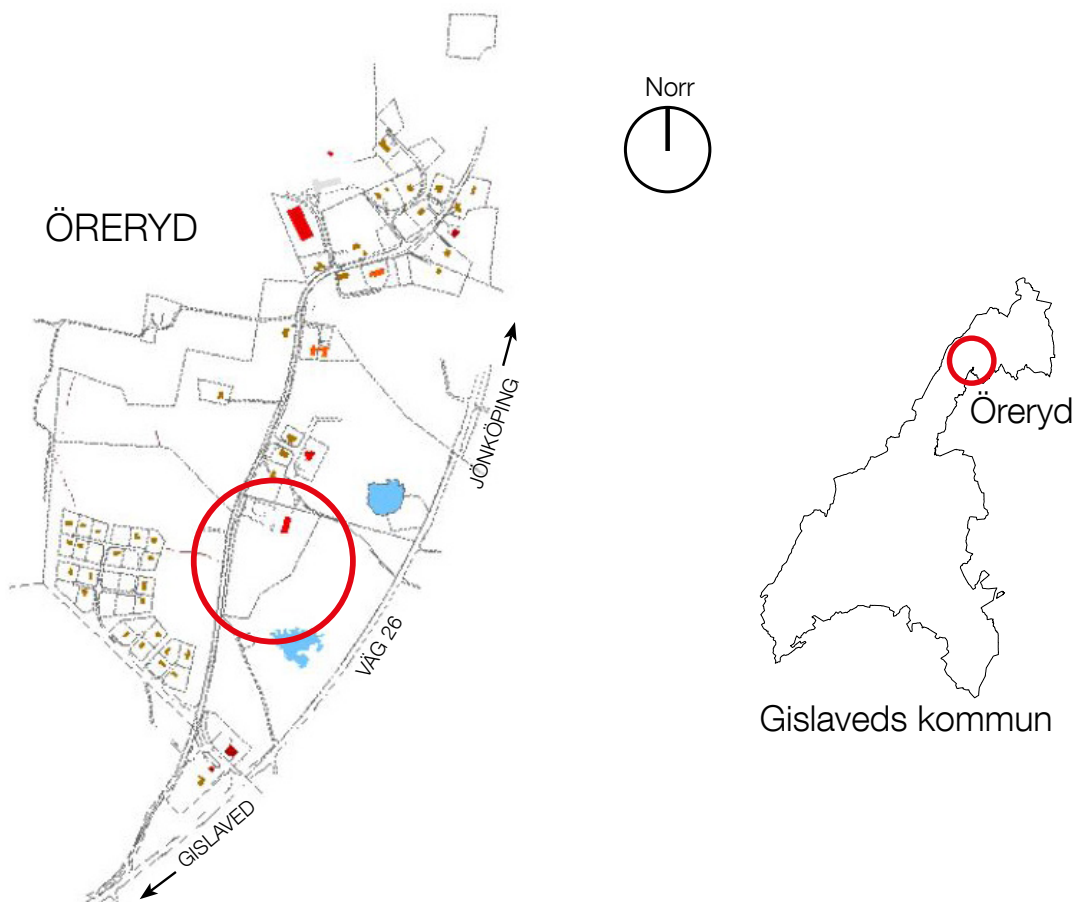 Norr
ÖRERYD
JÖNKÖPING
Öreryd
VÄG 26
Gislaveds kommun
GISLAVED